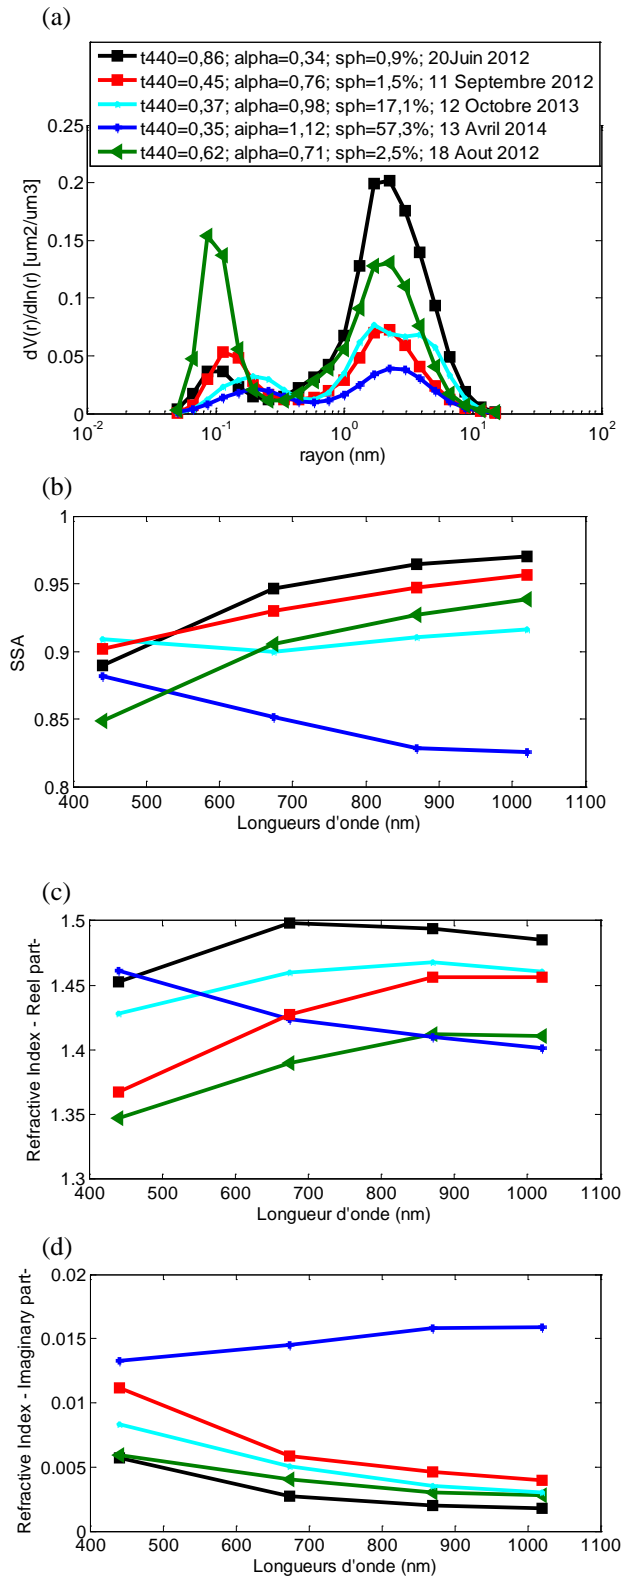 (a)
t440=0,86; alpha=0,34; sph=0,9%; 20Juin 2012
t440=0,45; alpha=0,76; sph=1,5%; 11 Septembre 2012
t440=0,37; alpha=0,98; sph=17,1%; 12 Octobre 2013
t440=0,35; aipha=1,12; sph=57,3%; 13 Avril 2014
t440=0,62; alpha=0,71; sph=2,5%; 18 Aout 2012
0.25
0.2
0.15
0.1
0.05
0
dV(r)/dln(r) [um2/um3]
10-2 10-1 100 101 102
rayon (nm)
(b)
1
0.95
0.9
0.85
0.8
SSA
400 500 600 700 800 900 1000 1100
Longueurs d'onde (nm)
(c)
1.5
1.45
1.4
1.35
1.3
Refractive Index - Reel part-
400 500 600 700 800 900 1000 1100
Longueur d'onde (nm)
(d)
0.02
0.015
0.01
0.005
0
Refractive Index - Imaginary part-
400 500 600 700 800 900 1000 1100
Longueurs d'onde (nm)